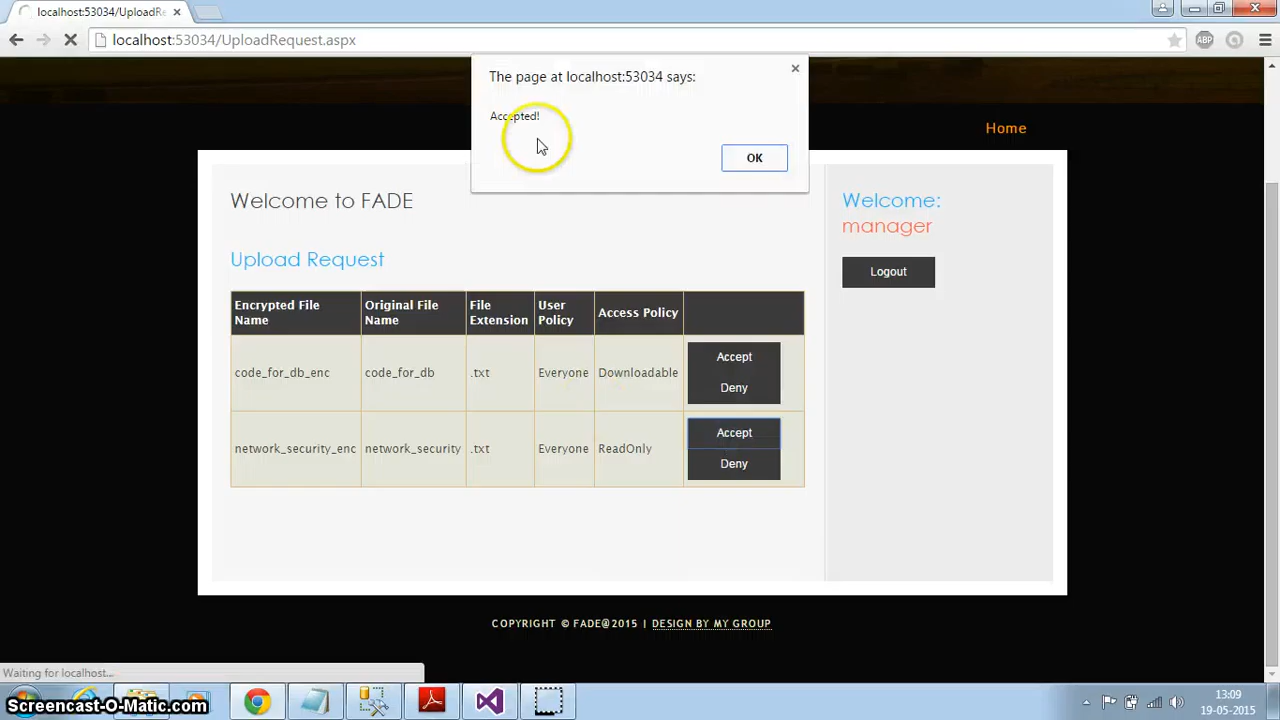 localhost:53034/UploadRe
localhost:53034/UploadRequest.aspx
ABP
The page at localhost:53034 says:
Accepted!
OK
Home
Welcome to FADE
Welcome:
manager
Logout
Upload Request
Encrypted File Name Original File Name File Extension User Policy Access Policy
code_for_db_enc code_for_db .txt Everyone Downloadable Accept
Deny
network_security_enc network_security .txt Everyone ReadOnly Accept
Deny
COPYRIGHT © FADE@2015 | DESIGN BY MY GROUP
Waiting for localhost...
Screencast-O-Matic.com
13:09
19-05-2015